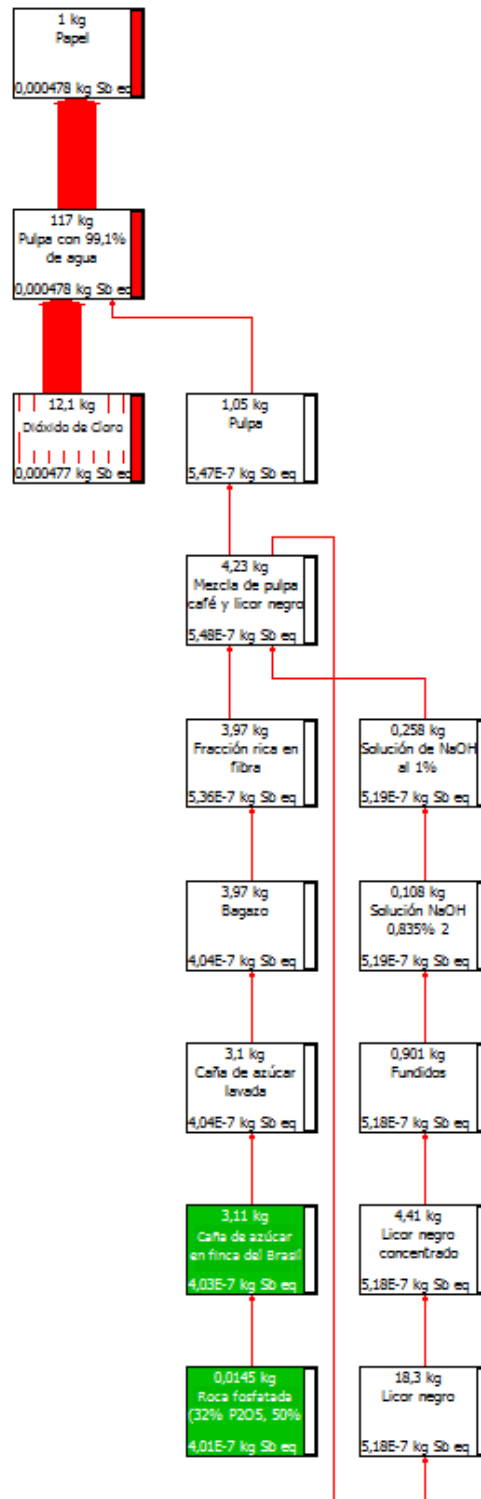 1 kg
Papel
0,000478 kg Sb eq
117 kg
Pulpa con 99,1%
de agua
0,000478 kg Sb eq
12,1 kg
Dióxido de Cloro
0,000477 kg Sb eq
1,05 kg
Pulpa
5,47E-7 kg Sb eq
4,23 kg
Mezcla de pulpa
café y licor negro
5,48E-7 kg Sb eq
3,97 kg
Fracción rica en
fibra
5,36E-7 kg Sb eq
0,258 kg
Solución de NaOH
al 1%
5,19E-7 kg Sb eq
3,97 kg
Bagazo
4,04E-7 kg Sb eq
0,108 kg
Solución NaOH
0,835% 2
5,19E-7 kg Sb eq
3,1 kg
Caña de azúcar
lavada
4,04E-7 kg Sb eq
0,901 kg
Fundidos
5,18E-7 kg Sb eq
3,11 kg
Caña de azúcar
en finca del Brasil
4,03E-7 kg Sb eq
4,41 kg
Licor negro
concentrado
5,18E-7 kg Sb eq
0,0145 kg
Roca fosfatada
(32% P2O5, 50%
4,01E-7 kg Sb eq
18,3 kg
Licor negro
5,18E-7 kg Sb eq